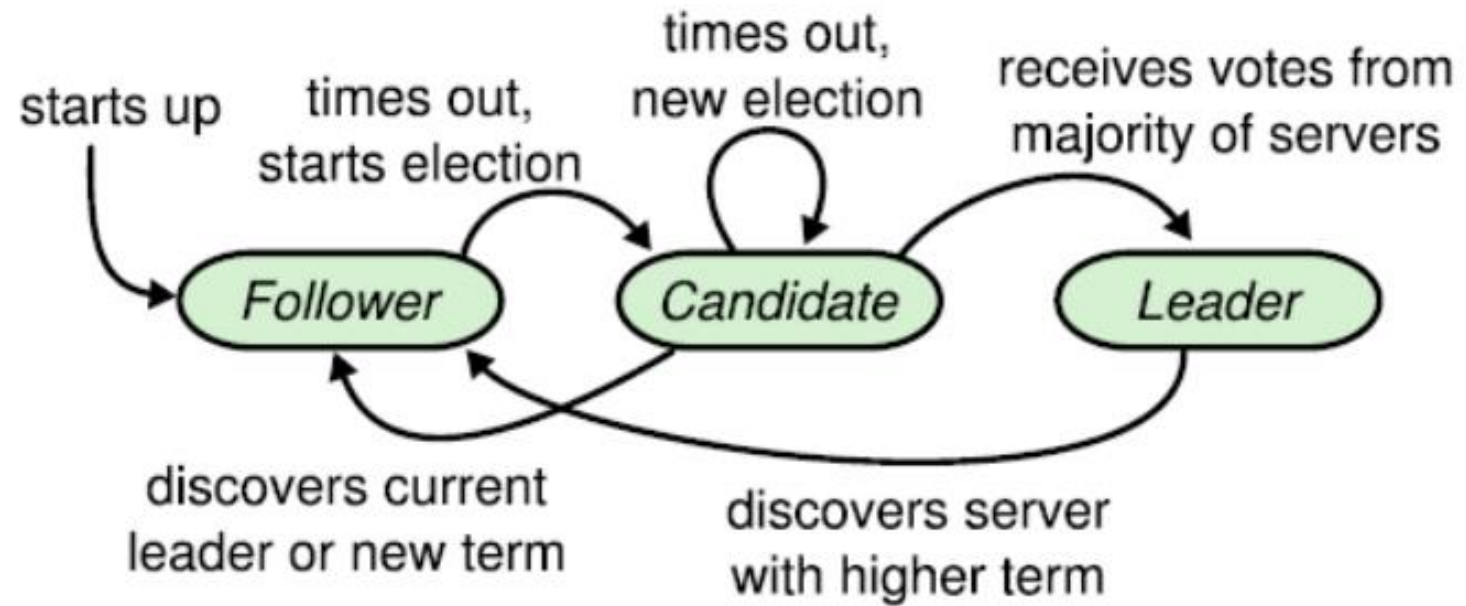 starts up
times out,
starts election
times out,
new election
receives votes from
majority of servers
Follower
Candidate
Leader
discovers current
leader or new term
discovers server
with higher term